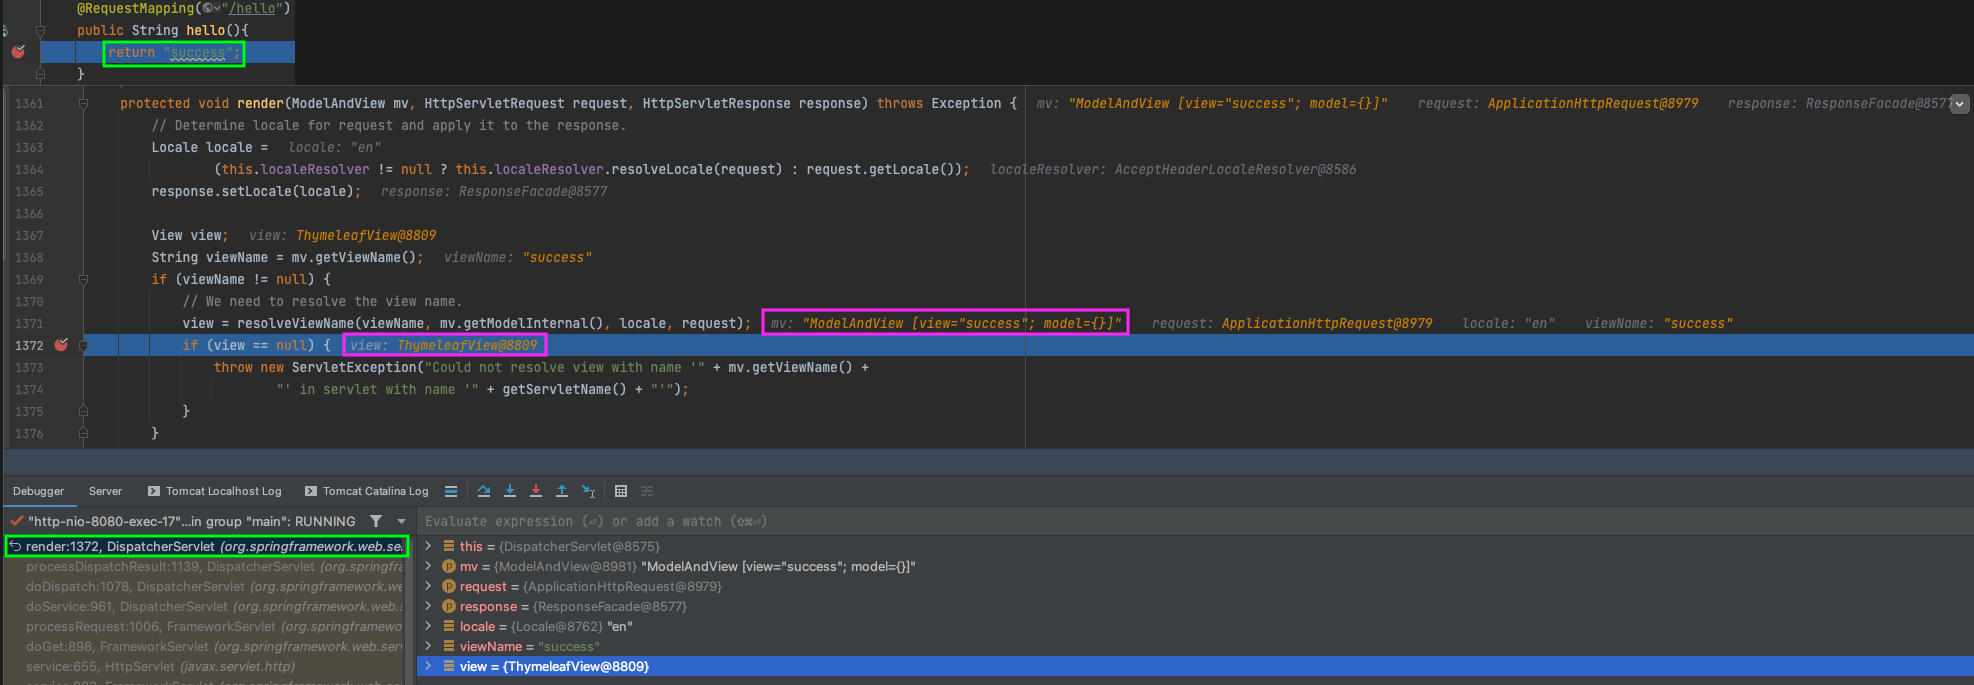 @RequestMapping("/hello")
public String hello(){
return "success";
}
1361 protected void render(ModelAndView mv, HttpServletRequest request, HttpServletResponse response) throws Exception { mv: "ModelAndView [view="success"; model={}]" request: ApplicationHttpRequest@8979 response: ResponseFacade@8577
1362 // Determine locale for request and apply it to the response.
1363 Locale locale = locale: "en"
1364 (this.localeResolver != null ? this.localeResolver.resolveLocale(request) : request.getLocale()); localeResolver: AcceptHeaderLocaleResolver@8586
1365 response.setLocale(locale); response: ResponseFacade@8577
1366
1367 View view; view: ThymeleafView@8809
1368 String viewName = mv.getViewName(); viewName: "success"
1369 if (viewName != null) {
1370 // We need to resolve the view name.
1371 view = resolveViewName(viewName, mv.getModelInternal(), locale, request); mv: "ModelAndView [view="success"; model={}]" request: ApplicationHttpRequest@8979 locale: "en" viewName: "success"
1372 if (view == null) { view: ThymeleafView@8809
1373 throw new ServletException("Could not resolve view with name '" + mv.getViewName() +
1374 "' in servlet with name '" + getServletName() + "'");
1375 }
1376 }
Debugger Server Tomcat Localhost Log Tomcat Catalina Log
"http-nio-8080-exec-17"...in group "main": RUNNING
Evaluate expression (⏎) or add a watch (⇧⌘⏎)
render:1372, DispatcherServlet (org.springframework.web.se
processDispatchResult:1139, DispatcherServlet (org.springfra
doDispatch:1078, DispatcherServlet (org.springframework.we
doService:961, DispatcherServlet (org.springframework.web.s
processRequest:1006, FrameworkServlet (org.springframewor
doGet:898, FrameworkServlet (org.springframework.web.serv
service:655, HttpServlet (javax.servlet.http)
service:883, FrameworkServlet (org.springframework.web.se
this = {DispatcherServlet@8575}
mv = {ModelAndView@8981} "ModelAndView [view="success"; model={}]"
request = {ApplicationHttpRequest@8979}
response = {ResponseFacade@8577}
locale = {Locale@8762} "en"
viewName = "success"
view = {ThymeleafView@8809}